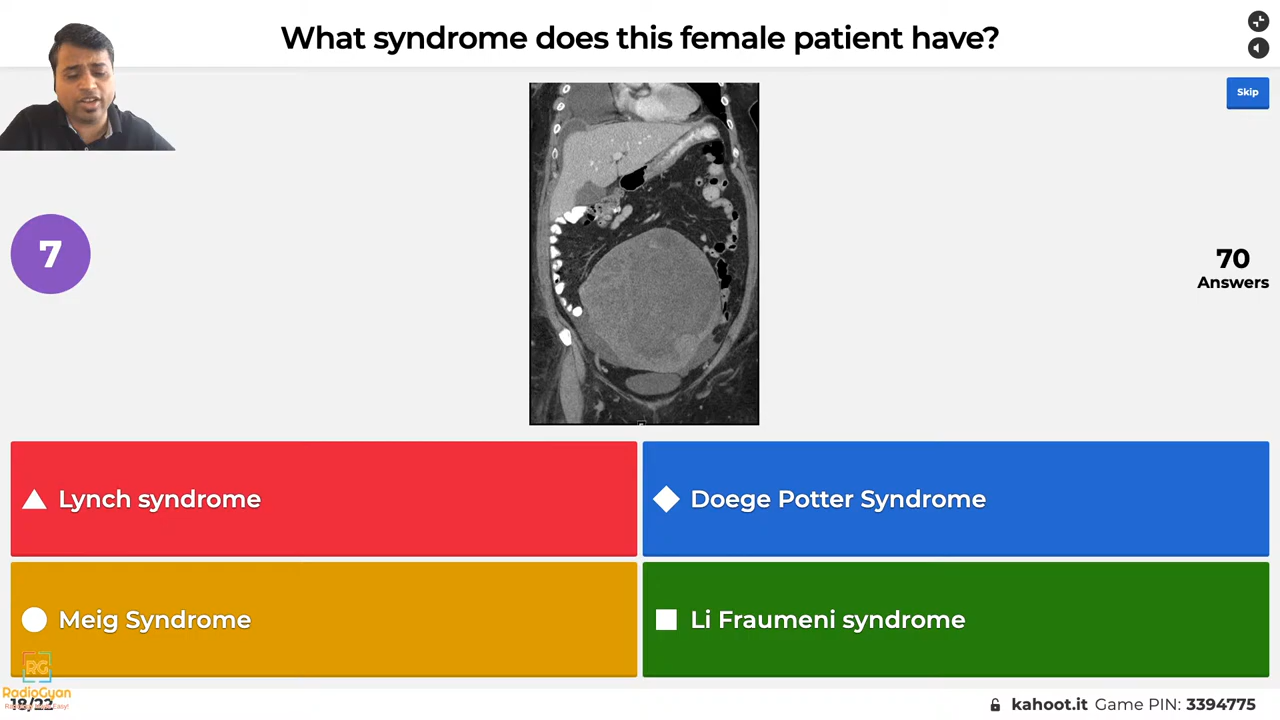 What syndrome does this female patient have?
Skip
7
70
Answers
Lynch syndrome
Doege Potter Syndrome
Meig Syndrome
Li Fraumeni syndrome
RG
RadioGyan
18/22
kahoot.it Game PIN: 3394775